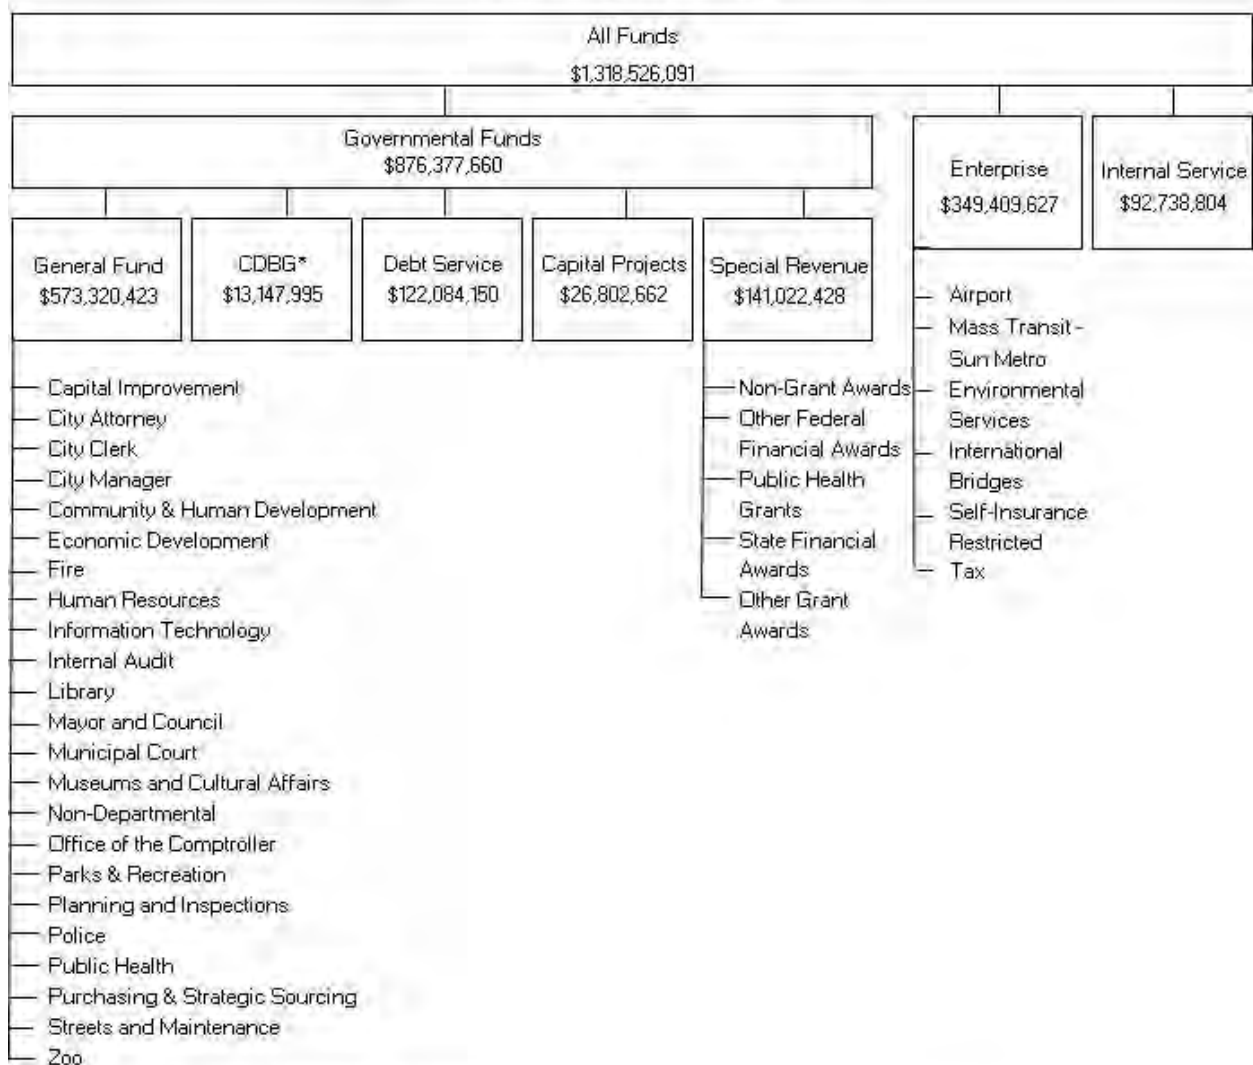 All Funds
$1,318,526,091
Governmental Funds
$876,377,660
Enterprise
$349,409,627
Internal Service
$92,738,804
General Fund
$573,320,423
CDBG*
$13,147,995
Debt Service
$122,084,150
Capital Projects
$26,802,662
Special Revenue
$141,022,428
Capital Improvement
City Attorney
City Clerk
City Manager
Community & Human Development
Economic Development
Fire
Human Resources
Information Technology
Internal Audit
Library
Mayor and Council
Municipal Court
Museums and Cultural Affairs
Non-Departmental
Office of the Comptroller
Parks & Recreation
Planning and Inspections
Police
Public Health
Purchasing & Strategic Sourcing
Streets and Maintenance
Zoo
Non-Grant Awards
Other Federal
Financial Awards
Public Health
Grants
State Financial
Awards
Other Grant
Awards
Airport
Mass Transit -
Sun Metro
Environmental
Services
International
Bridges
Self-Insurance
Restricted
Tax